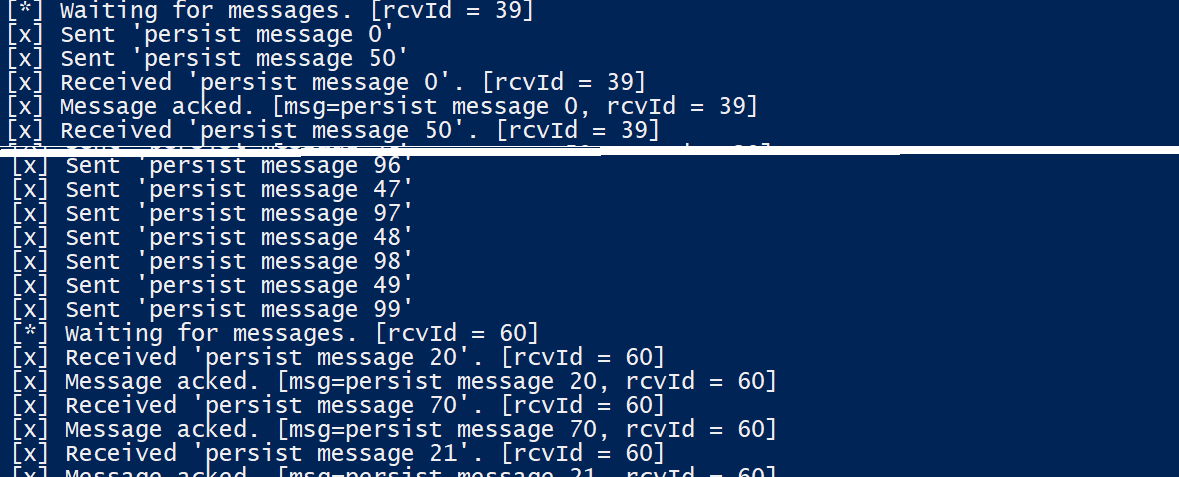 [*] Waiting for messages. [rcvId = 39]
[x] Sent 'persist message 0'
[x] Sent 'persist message 50'
[x] Received 'persist message 0'. [rcvId = 39]
[x] Message acked. [msg=persist message 0, rcvId = 39]
[x] Received 'persist message 50'. [rcvId = 39]
[x] Sent 'persist message 96'
[x] Sent 'persist message 47'
[x] Sent 'persist message 97'
[x] Sent 'persist message 48'
[x] Sent 'persist message 98'
[x] Sent 'persist message 49'
[x] Sent 'persist message 99'
[*] Waiting for messages. [rcvId = 60]
[x] Received 'persist message 20'. [rcvId = 60]
[x] Message acked. [msg=persist message 20, rcvId = 60]
[x] Received 'persist message 70'. [rcvId = 60]
[x] Message acked. [msg=persist message 70, rcvId = 60]
[x] Received 'persist message 21'. [rcvId = 60]
[x] Message acked. [msg=persist message 21, rcvId = 60]